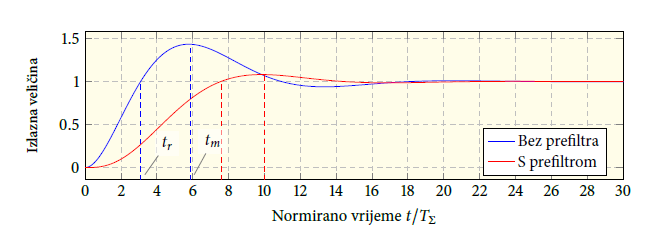 1.5
1
0.5
0
Izlazna veličina
t_r
t_m
Bez prefiltra
S prefiltrom
0 2 4 6 8 10 12 14 16 18 20 22 24 26 28 30
Normirano vrijeme t/T_Σ